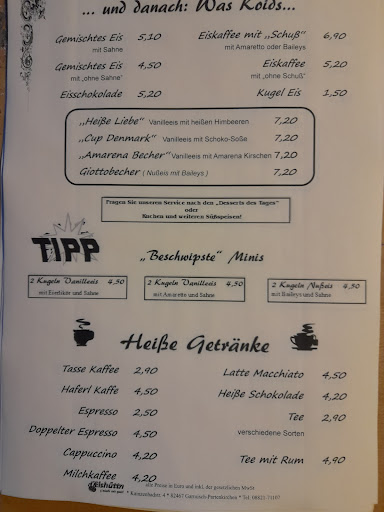 ... und danach: Was Kolds...
Gemischtes Eis 5,10
mit Sahne
Gemischtes Eis 4,50
mit „ohne Sahne“
Eisschokolade 5,20
Eiskaffee mit „Schuß“ 6,90
mit Amaretto oder Baileys
Eiskaffee 5,20
mit „ohne Schuß“
Kugel Eis 1,50
„Heiße Liebe“ Vanilleeis mit heißen Himbeeren 7,20
„Cup Denmark“ Vanilleeis mit Schoko-Soße 7,20
„Amarena Becher“ Vanilleeis mit Amarena Kirschen 7,20
Giottobecher ( Nußeis mit Baileys ) 7,20
Fragen Sie unseren Service nach den „Desserts des Tages“
oder
Kuchen und weiteren Süßspeisen!
TIPP
„Beschwipste“ Minis
2 Kugeln Vanilleeis 4,50
mit Eierlikör und Sahne
2 Kugeln Vanilleeis 4,50
mit Amaretto und Sahne
2 Kugeln Nußeis 4,50
mit Baileys und Sahne
Heiße Getränke
Tasse Kaffee 2,90
Haferl Kaffe 4,50
Espresso 2,50
Doppelter Espresso 4,50
Cappuccino 4,20
Milchkaffee 4,20
Latte Macchiato 4,50
Heiße Schokolade 4,20
Tee 2,90
verschiedene Sorten
Tee mit Rum 4,90
alle Preise in Euro und inkl. der gesetzlichen MwSt.
* 82467 Garmisch-Partenkirchen * Tel.